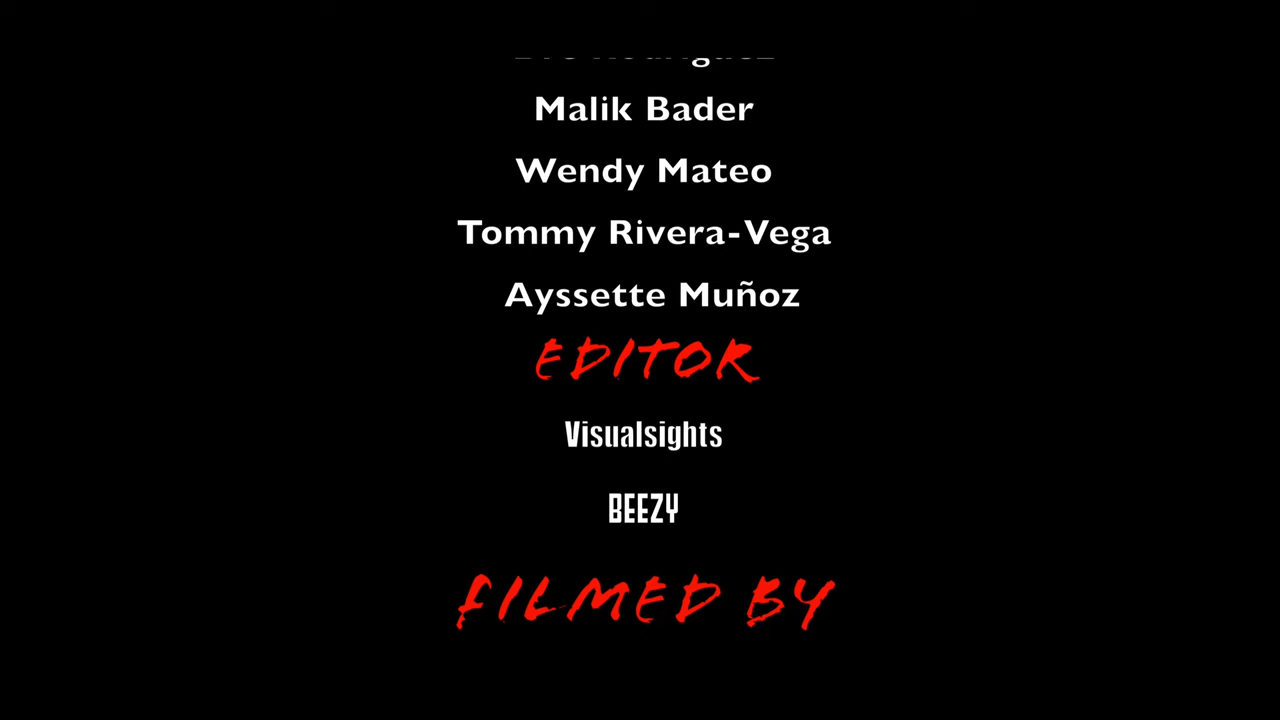 Malik Bader
Wendy Mateo
Tommy Rivera-Vega
Ayssette Muñoz
EDITOR
Visualsights
BEEZY
FILMED BY